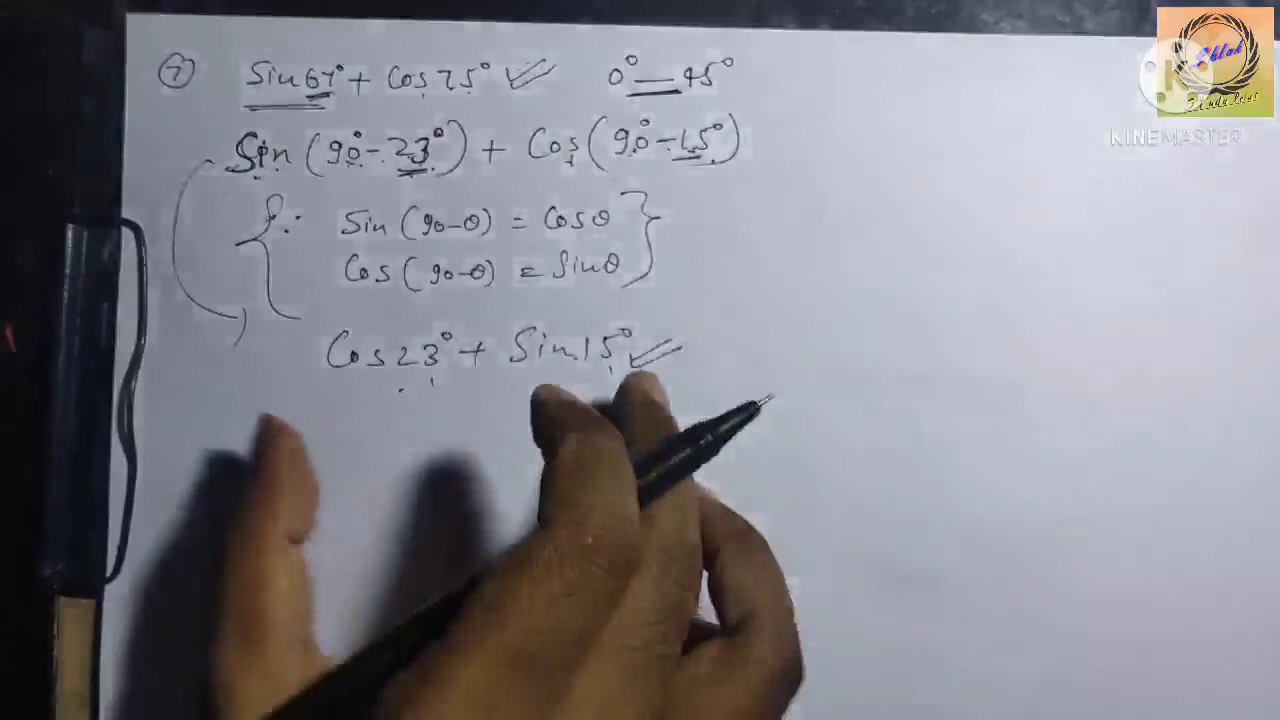 ⑦ Sin67° + Cos75° 0° — 45°
Sin (90° - 23°) + Cos (90° - 15°)
{∵ Sin (90-θ) = Cosθ
Cos (90-θ) = Sinθ}
Cos23° + Sin15°
KINEMASTER